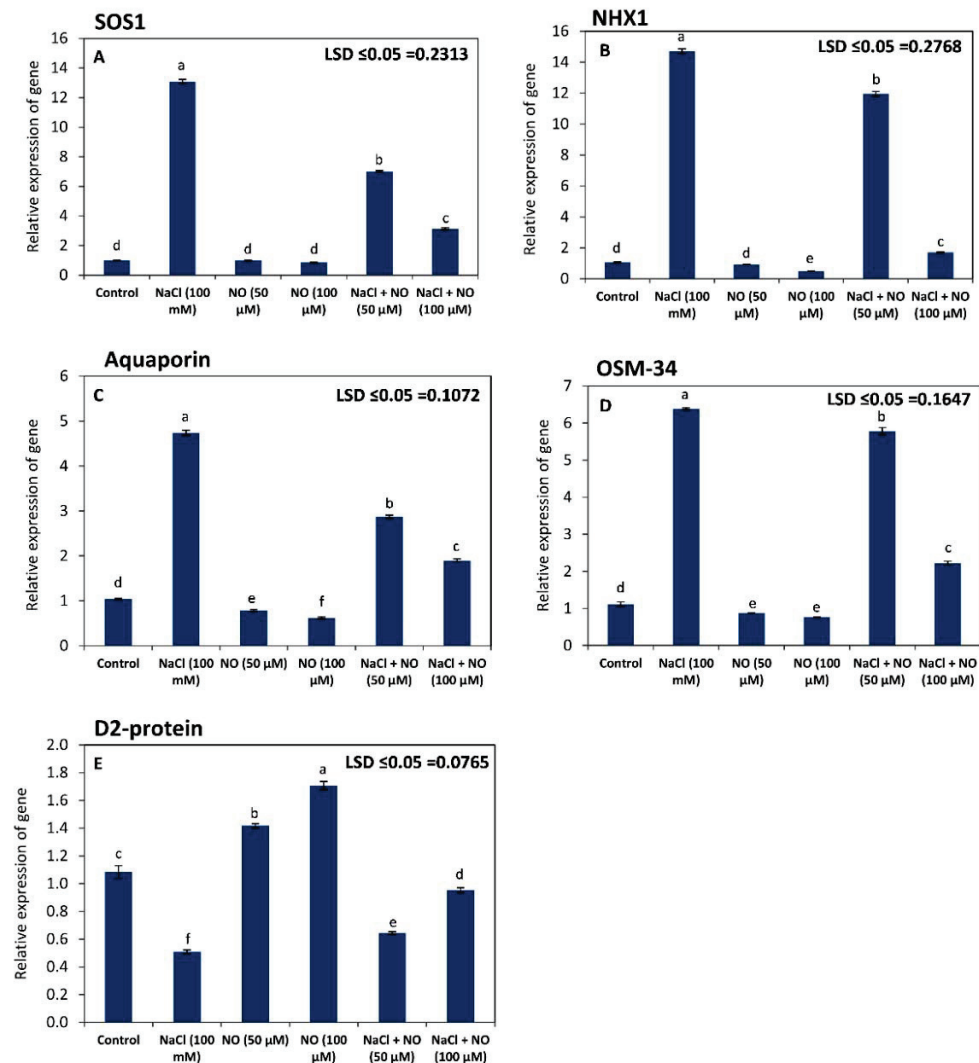 SOS1
A
LSD ≤0.05 =0.2313
Relative expression of gene
16
14
12
10
8
6
4
2
0
d
a
d
d
b
c
Control
NaCl (100 mM)
NO (50 µM)
NO (100 µM)
NaCl + NO (50 µM)
NaCl + NO (100 µM)
NHX1
B
LSD ≤0.05 =0.2768
Relative expression of gene
16
14
12
10
8
6
4
2
0
d
a
d
e
b
c
Control
NaCl (100 mM)
NO (50 µM)
NO (100 µM)
NaCl + NO (50 µM)
NaCl + NO (100 µM)
Aquaporin
C
LSD ≤0.05 =0.1072
Relative expression of gene
6
5
4
3
2
1
0
d
a
e
f
b
c
Control
NaCl (100 mM)
NO (50 µM)
NO (100 µM)
NaCl + NO (50 µM)
NaCl + NO (100 µM)
OSM-34
D
LSD ≤0.05 =0.1647
Relative expression of gene
7
6
5
4
3
2
1
0
d
a
e
e
b
c
Control
NaCl (100 mM)
NO (50 µM)
NO (100 µM)
NaCl + NO (50 µM)
NaCl + NO (100 µM)
D2-protein
E
LSD ≤0.05 =0.0765
Relative expression of gene
2.0
1.8
1.6
1.4
1.2
1.0
0.8
0.6
0.4
0.2
0.0
c
f
b
a
e
d
Control
NaCl (100 mM)
NO (50 µM)
NO (100 µM)
NaCl + NO (50 µM)
NaCl + NO (100 µM)